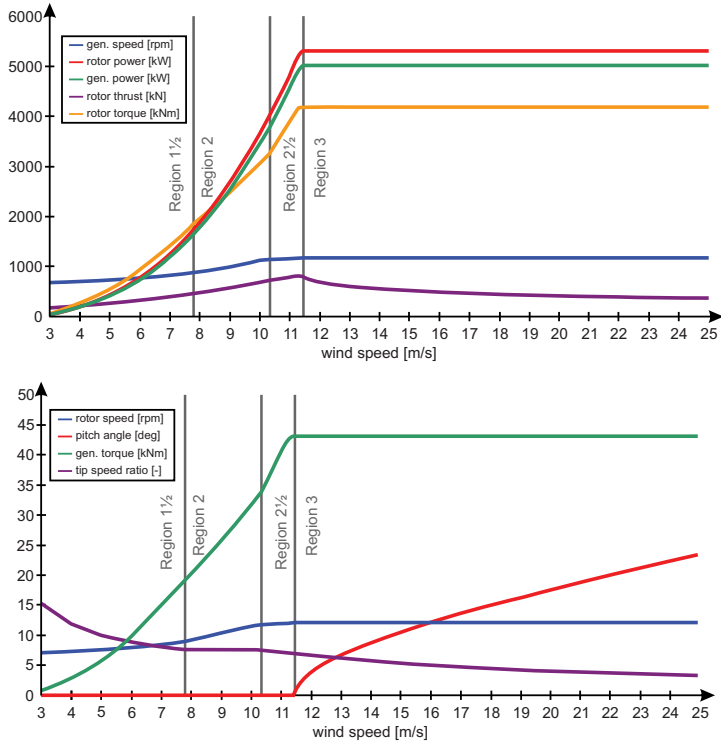 6000
5000
4000
3000
2000
1000
0
gen. speed [rpm]
rotor power [kW]
gen. power [kW]
rotor thrust [kN]
rotor torque [kNm]
Region 1½
Region 2
Region 2½
Region 3
3 4 5 6 7 8 9 10 11 12 13 14 15 16 17 18 19 20 21 22 23 24 25
wind speed [m/s]
50
45
40
35
30
25
20
15
10
5
0
rotor speed [rpm]
pitch angle [deg]
gen. torque [kNm]
tip speed ratio [-]
Region 1½
Region 2
Region 2½
Region 3
3 4 5 6 7 8 9 10 11 12 13 14 15 16 17 18 19 20 21 22 23 24 25
wind speed [m/s]